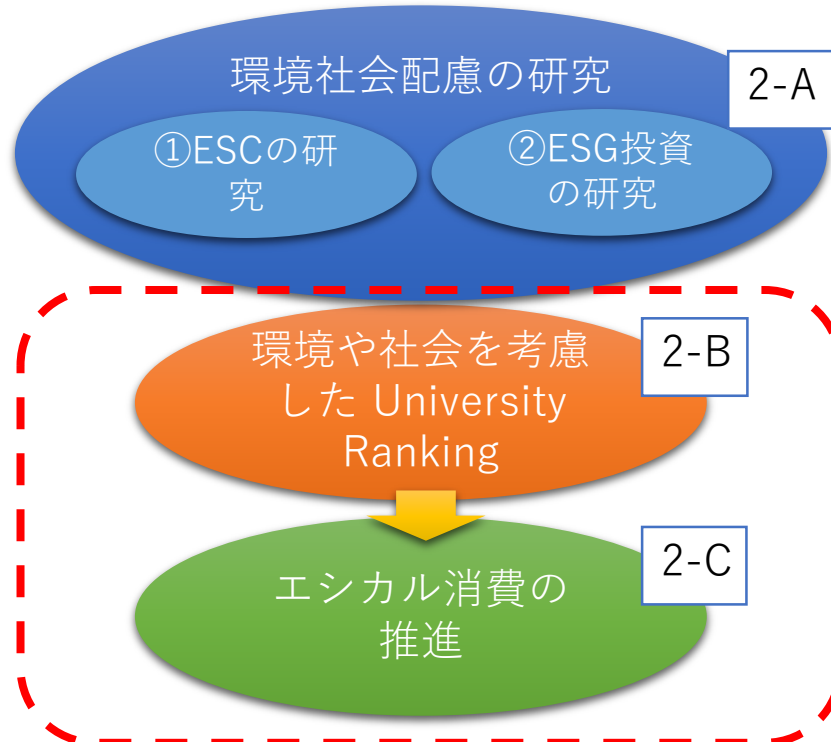 環境社会配慮の研究
2-A
①ESCの研
究
②ESG投資
の研究
環境や社会を考慮
した University
Ranking
2-B
エシカル消費の
推進
2-C